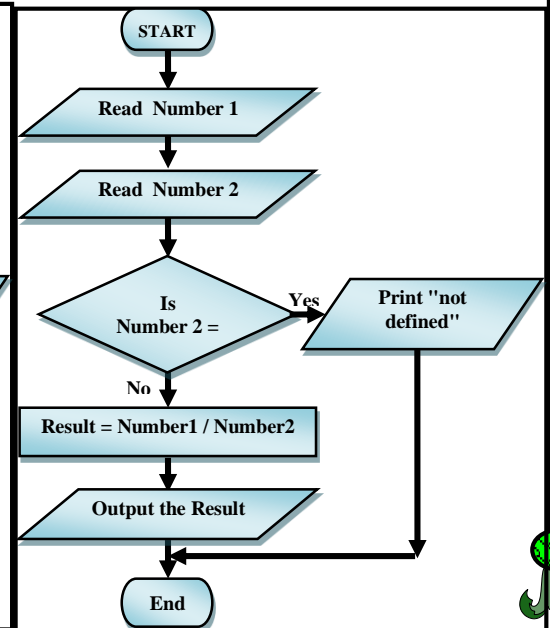 START
Read Number 1
Read Number 2
Is
Number 2 =
Yes
Print "not
defined"
No
Result = Number1 / Number2
Output the Result
End